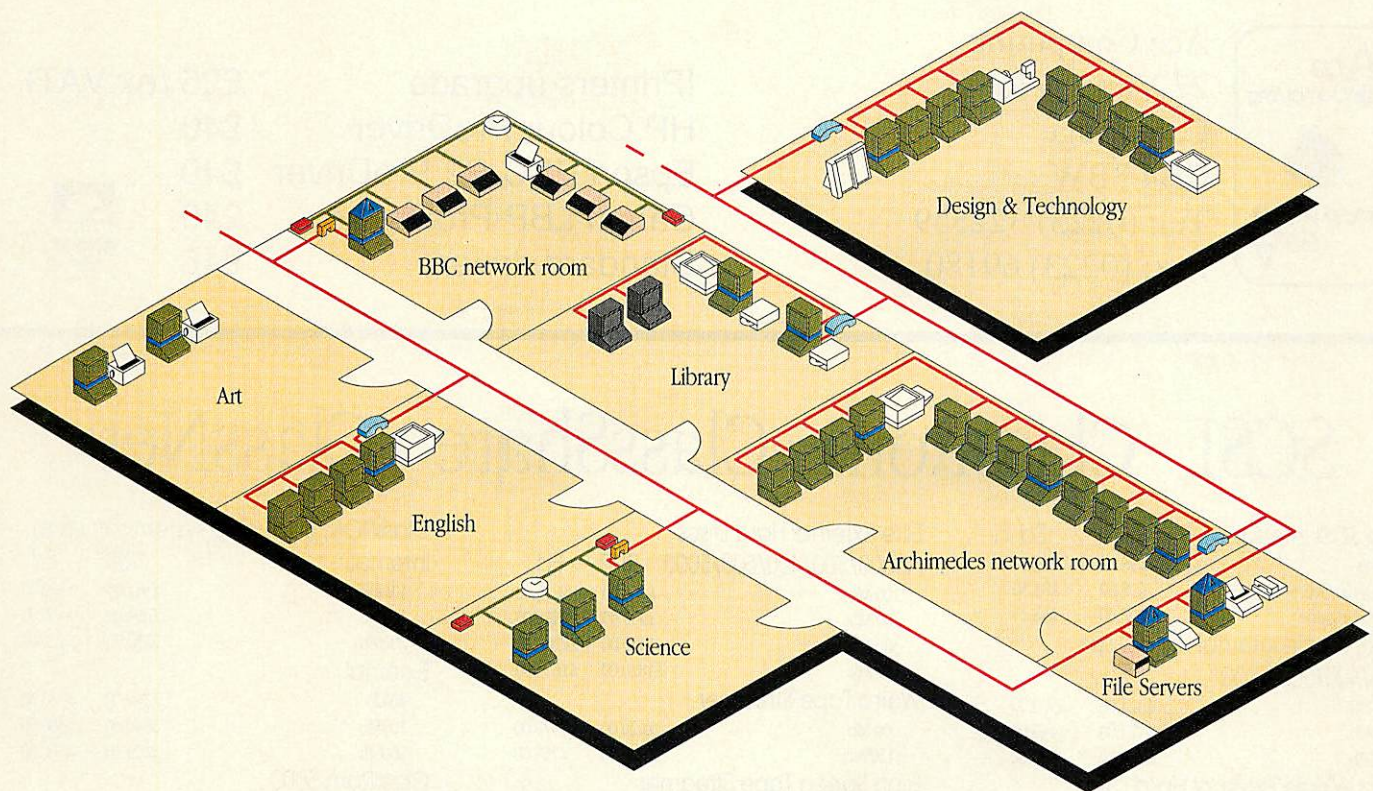 Design & Technology
BBC network room
Library
Art
English
Archimedes network room
Science
File Servers